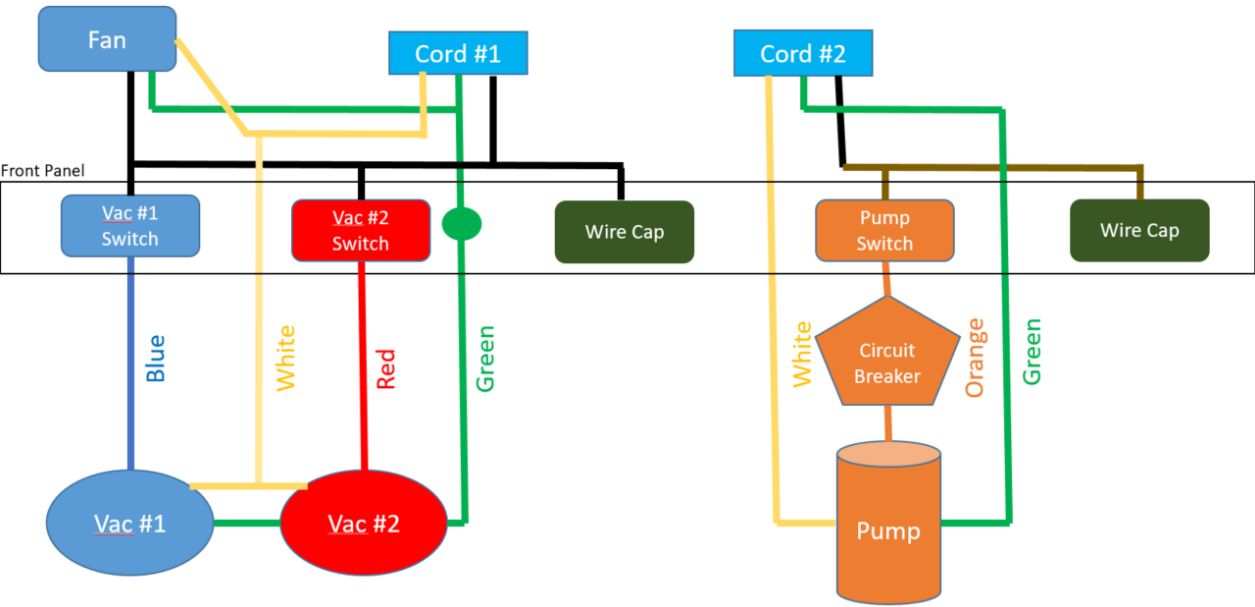 Fan
Cord #1
Cord #2
Front Panel
Vac #1
Switch
Vac #2
Switch
Wire Cap
Pump
Switch
Wire Cap
Blue
White
Red
Green
White
Circuit
Breaker
Orange
Green
Vac #1
Vac #2
Pump